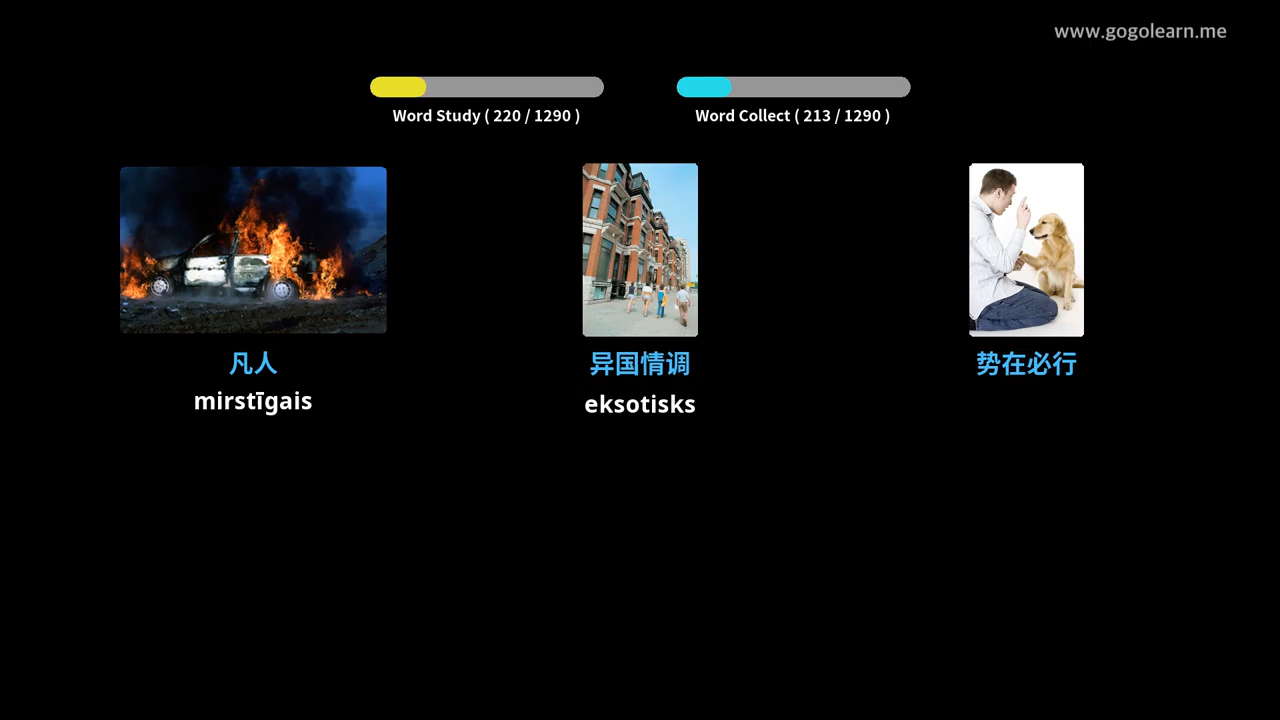 www.gogolearn.me
Word Study ( 220 / 1290 )
Word Collect ( 213 / 1290 )
凡人
异国情调
势在必行
mirstīgais
eksotisks